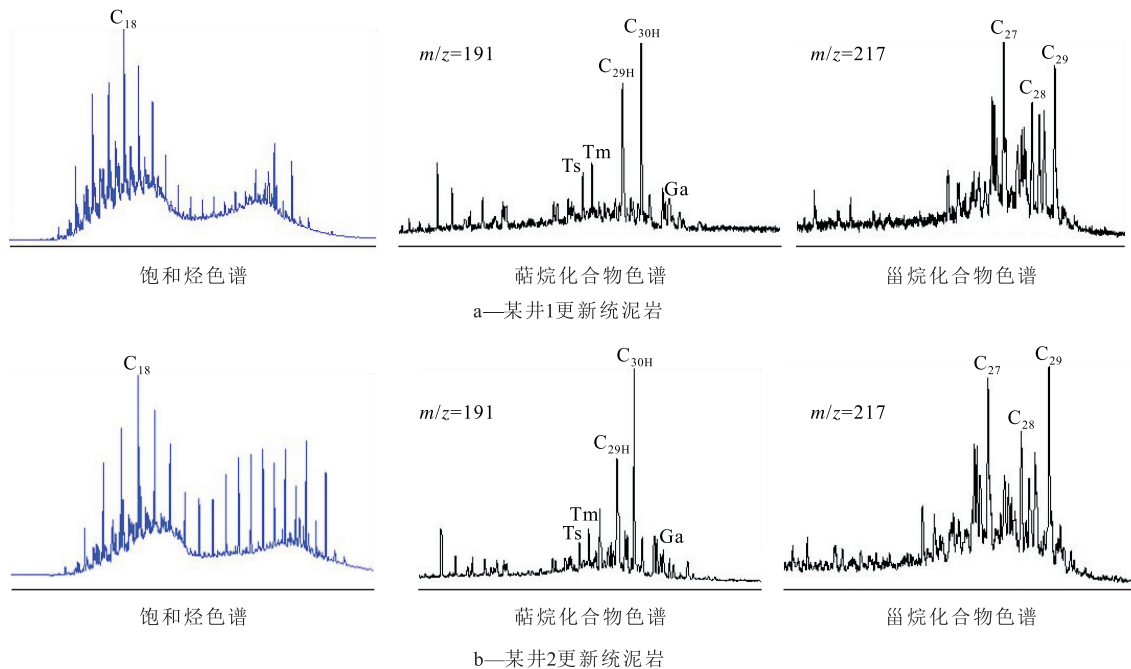 C₁₈
m/z=191
C₃₀H
C₂₉H
Ts
Tm
Ga
m/z=217
C₂₇
C₂₈
C₂₉
饱和烃色谱
萜烷化合物色谱
甾烷化合物色谱
a—某井1更新统泥岩
C₁₈
m/z=191
C₃₀H
C₂₉H
Tm
Ts
Ga
m/z=217
C₂₇
C₂₈
C₂₉
饱和烃色谱
萜烷化合物色谱
甾烷化合物色谱
b—某井2更新统泥岩